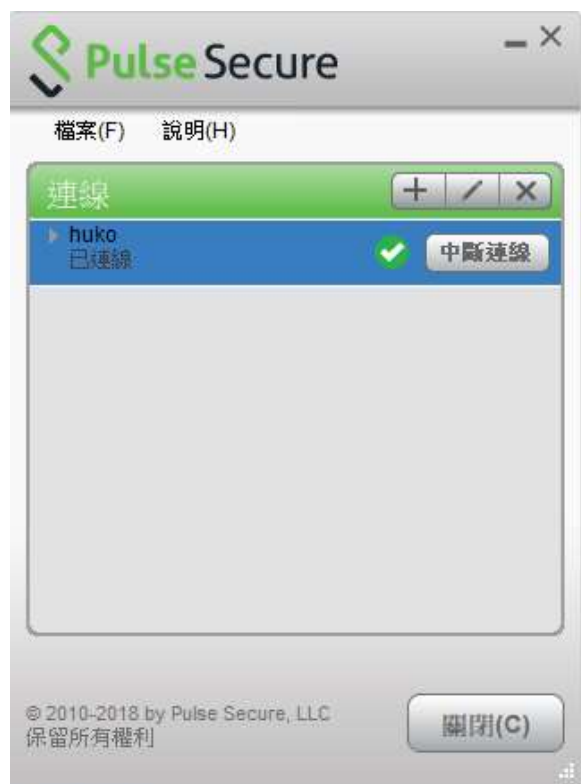 Pulse Secure
檔案(F) 說明(H)
連線
huko
已連線
中斷連線
© 2010-2018 by Pulse Secure, LLC
保留所有權利
關閉(C)